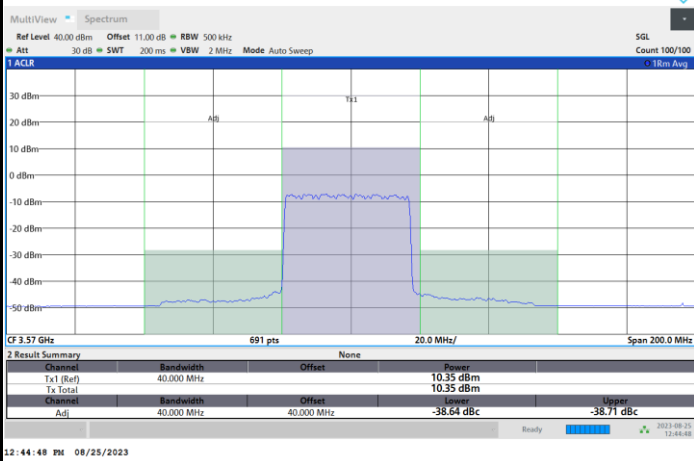 MultiView Spectrum
Ref Level 40.00 dBm Offset 11.00 dB RBW 500 kHz SGL
Att 30 dB SWT 200 ms VBW 2 MHz Mode Auto Sweep Count 100/100
1 ACLR 1Rm Avg
30 dBm
Tx1
20 dBm
Adj Adj
10 dBm
0 dBm
-10 dBm
-20 dBm
-30 dBm
-40 dBm
-50 dBm
CF 3.57 GHz 691 pts 20.0 MHz/ Span 200.0 MHz
2 Result Summary None
Channel Bandwidth Offset Power
Tx1 (Ref) 40.000 MHz 10.35 dBm
Tx Total 10.35 dBm
Channel Bandwidth Offset Lower Upper
Adj 40.000 MHz 40.000 MHz -38.64 dBc -38.71 dBc
Ready 2023-08-25
12:44:48
12:44:48 PM 08/25/2023